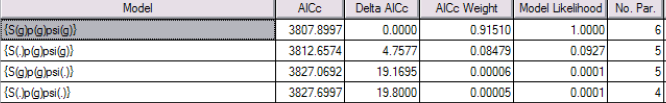 Model AICc Delta AICc AICc Weight Model Likelihood No. Par.
{S(g)p(g)psi(g)} 3807.8997 0.0000 0.91510 1.0000 6
{S(.)p(g)psi(g)} 3812.6574 4.7577 0.08479 0.0927 5
{S(g)p(g)psi(.)} 3827.0692 19.1695 0.00006 0.0001 5
{S(.)p(g)psi(.)} 3827.6997 19.8000 0.00005 0.0001 4